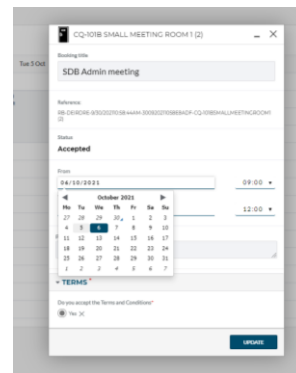 CQ-101B SMALL MEETING ROOM 1 (2)
Tue 5 Oct
Booking title
SDB Admin meeting
Reference
Status
Accepted
From
06/10/2021 09:00
October 2021
Mo Tu We Th Fr Sa Su
27 28 29 30 1 2 3
4 5 6 7 8 9 10
11 12 13 14 15 16 17
18 19 20 21 22 23 24
25 26 27 28 29 30 31
1 2 3 4 5 6 7
12:00
TERMS
Do you accept the Terms and Conditions*
Yes
UPDATE